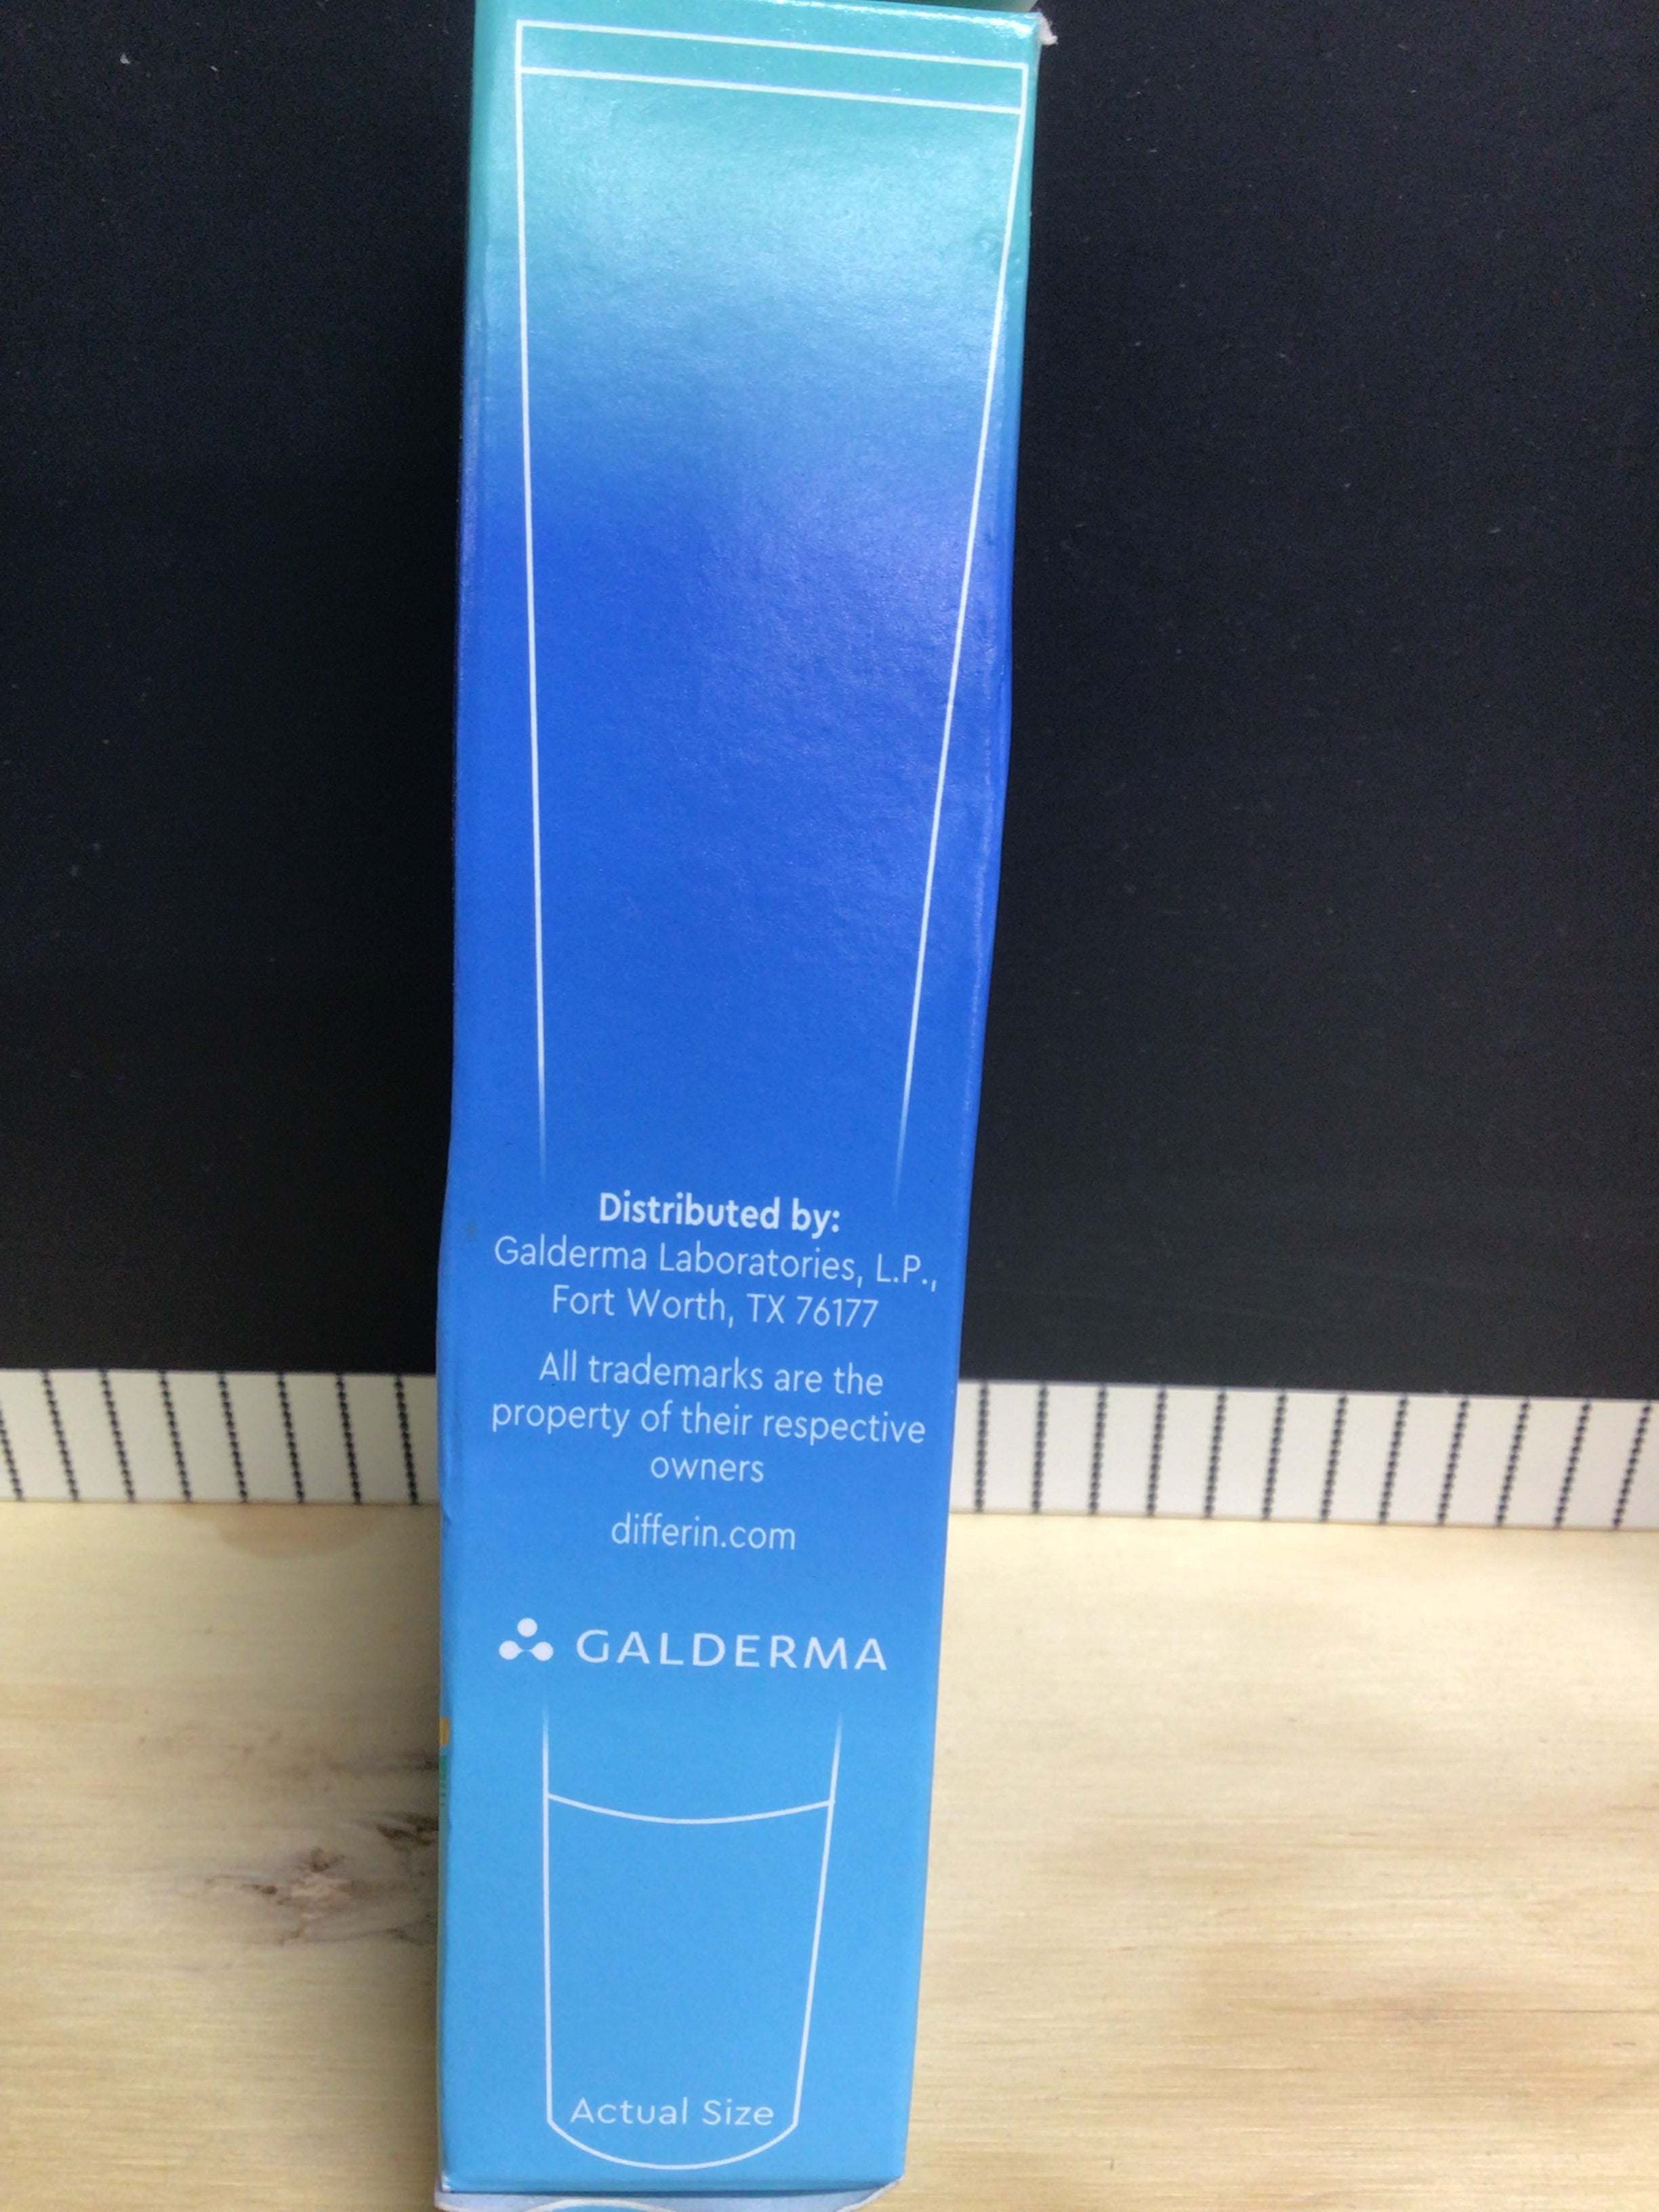 Distributed by:
Galderma Laboratories, L.P.,
Fort Worth, TX 76177
All trademarks are the
property of their respective
owners
differin.com
GALDERMA
Actual Size